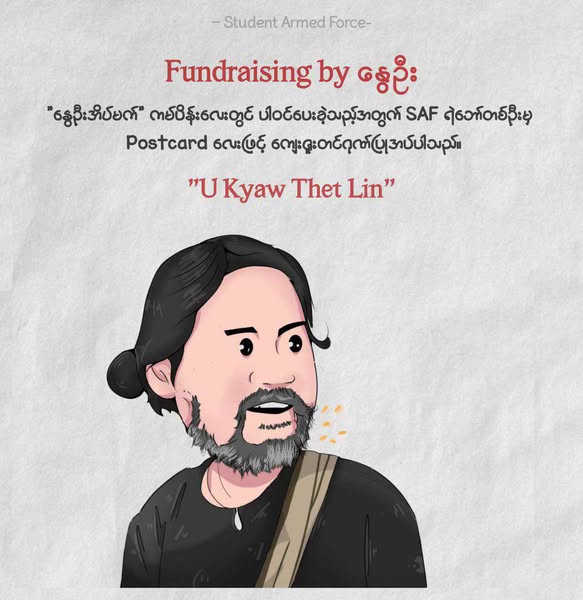 – Student Armed Force-
Fundraising by နွေဦး
"နွေဦးအိပ်မက်" ကမ်ပိန်းလေးတွင် ပါဝင်ပေးခဲ့သည့်အတွက် SAF ရဲဘော်တစ်ဦးမှ
Postcard လေးဖြင့် ကျေးဇူးတင်ဂုဏ်ပြုအပ်ပါသည်။
"U Kyaw Thet Lin"